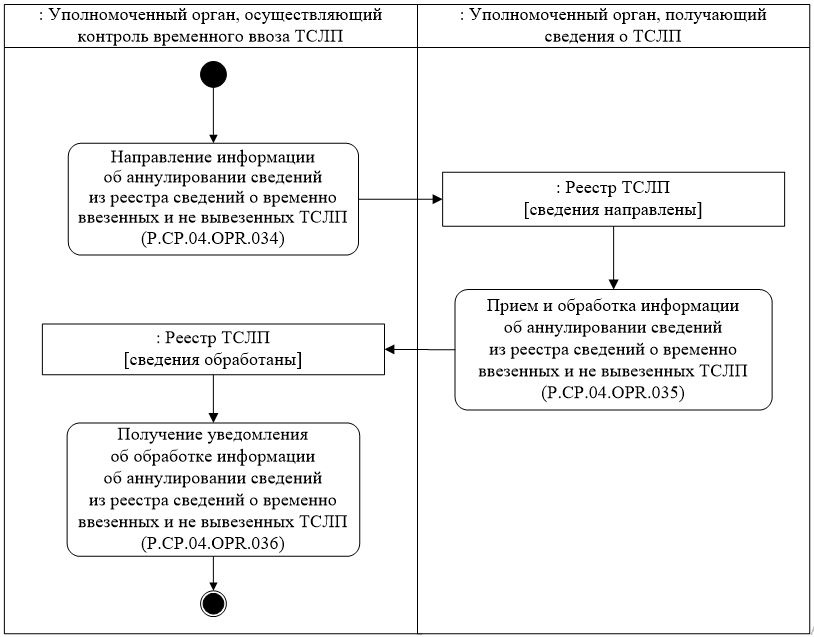 : Уполномоченный орган, осуществляющий
контроль временного ввоза ТСЛП
: Уполномоченный орган, получающий
сведения о ТСЛП
Направление информации
об аннулировании сведений
из реестра сведений о временно
ввезенных и не вывезенных ТСЛП
(P.CP.04.OPR.034)
: Реестр ТСЛП
[сведения направлены]
Прием и обработка информации
об аннулировании сведений
из реестра сведений о временно
ввезенных и не вывезенных ТСЛП
(P.CP.04.OPR.035)
: Реестр ТСЛП
[сведения обработаны]
Получение уведомления
об обработке информации
об аннулировании сведений
из реестра сведений о временно
ввезенных и не вывезенных ТСЛП
(P.CP.04.OPR.036)